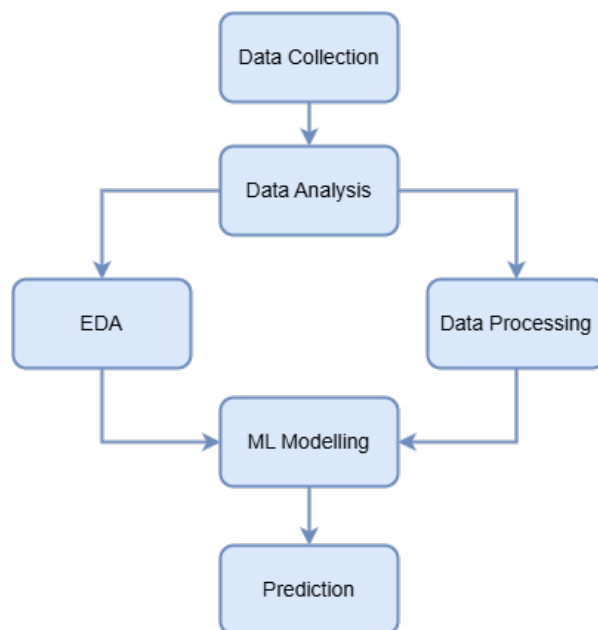 Data Collection
Data Analysis
EDA
Data Processing
ML Modelling
Prediction